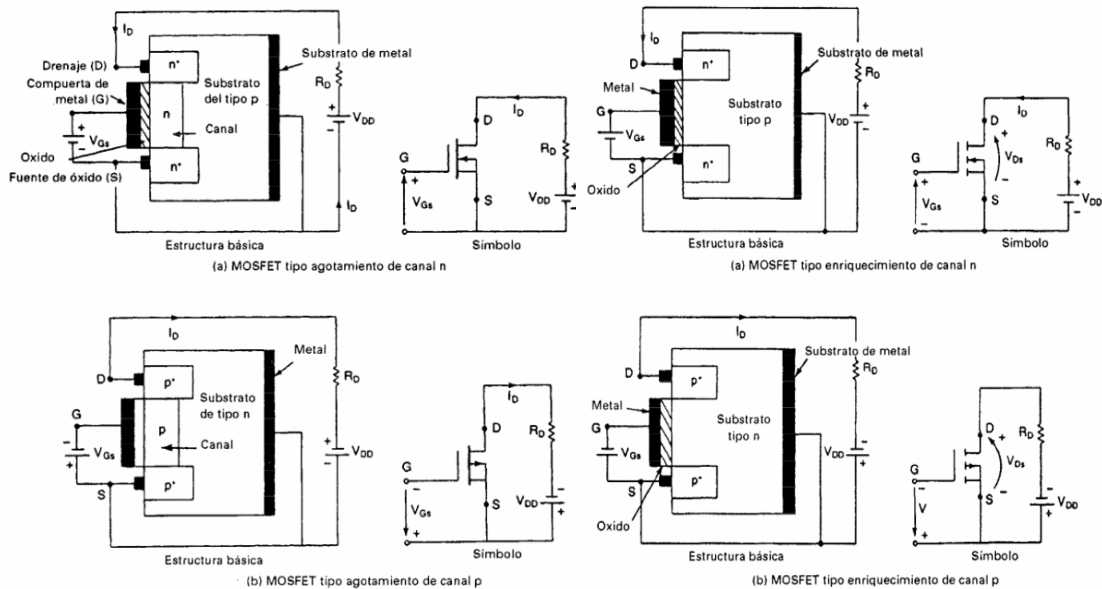 I_D
Drenaje (D)
Compuerta de
metal (G)
V_Gs
+
−
Oxido
Fuente de óxido (S)
n⁺
n
Canal
n⁺
Substrato
del tipo p
Substrato de metal
R_D
+
V_DD
−
I_D
Estructura básica
I_D
D
G
S
+
V_Gs
−
R_D
+
V_DD
−
Símbolo
(a) MOSFET tipo agotamiento de canal n
I_D
D
Metal
G
+
V_Gs
−
S
Oxido
n⁺
n⁺
Substrato
tipo p
Substrato de metal
R_D
+
V_DD
−
Estructura básica
I_D
D
+
V_Ds
−
G
S
+
V_Gs
−
R_D
+
V_DD
−
Símbolo
(a) MOSFET tipo enriquecimiento de canal n
I_D
D
G
−
V_Gs
+
S
p⁺
p
Canal
p⁺
Substrato
de tipo n
Metal
R_D
+
V_DD
−
Estructura básica
I_D
D
G
S
−
V_Gs
+
R_D
−
V_DD
+
Símbolo
(b) MOSFET tipo agotamiento de canal p
I_D
D
Metal
G
−
V_Gs
+
S
Oxido
p⁺
p⁺
Substrato
tipo n
Substrato de metal
R_D
−
V_DD
+
Estructura básica
D
+
V_Ds
−
G
S
−
V
+
R_D
−
V_DD
+
Símbolo
(b) MOSFET tipo enriquecimiento de canal p